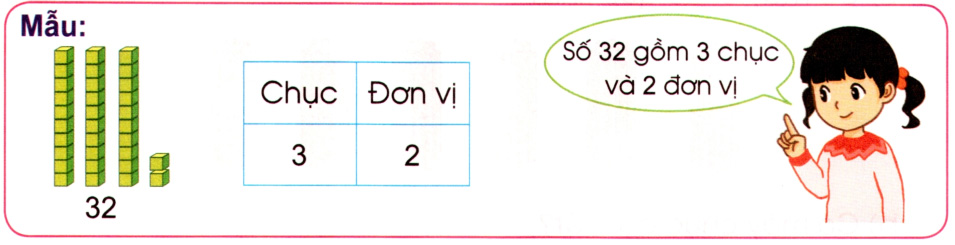 Mẫu:
32
Chục Đơn vị
3 2
Số 32 gồm 3 chục
và 2 đơn vị